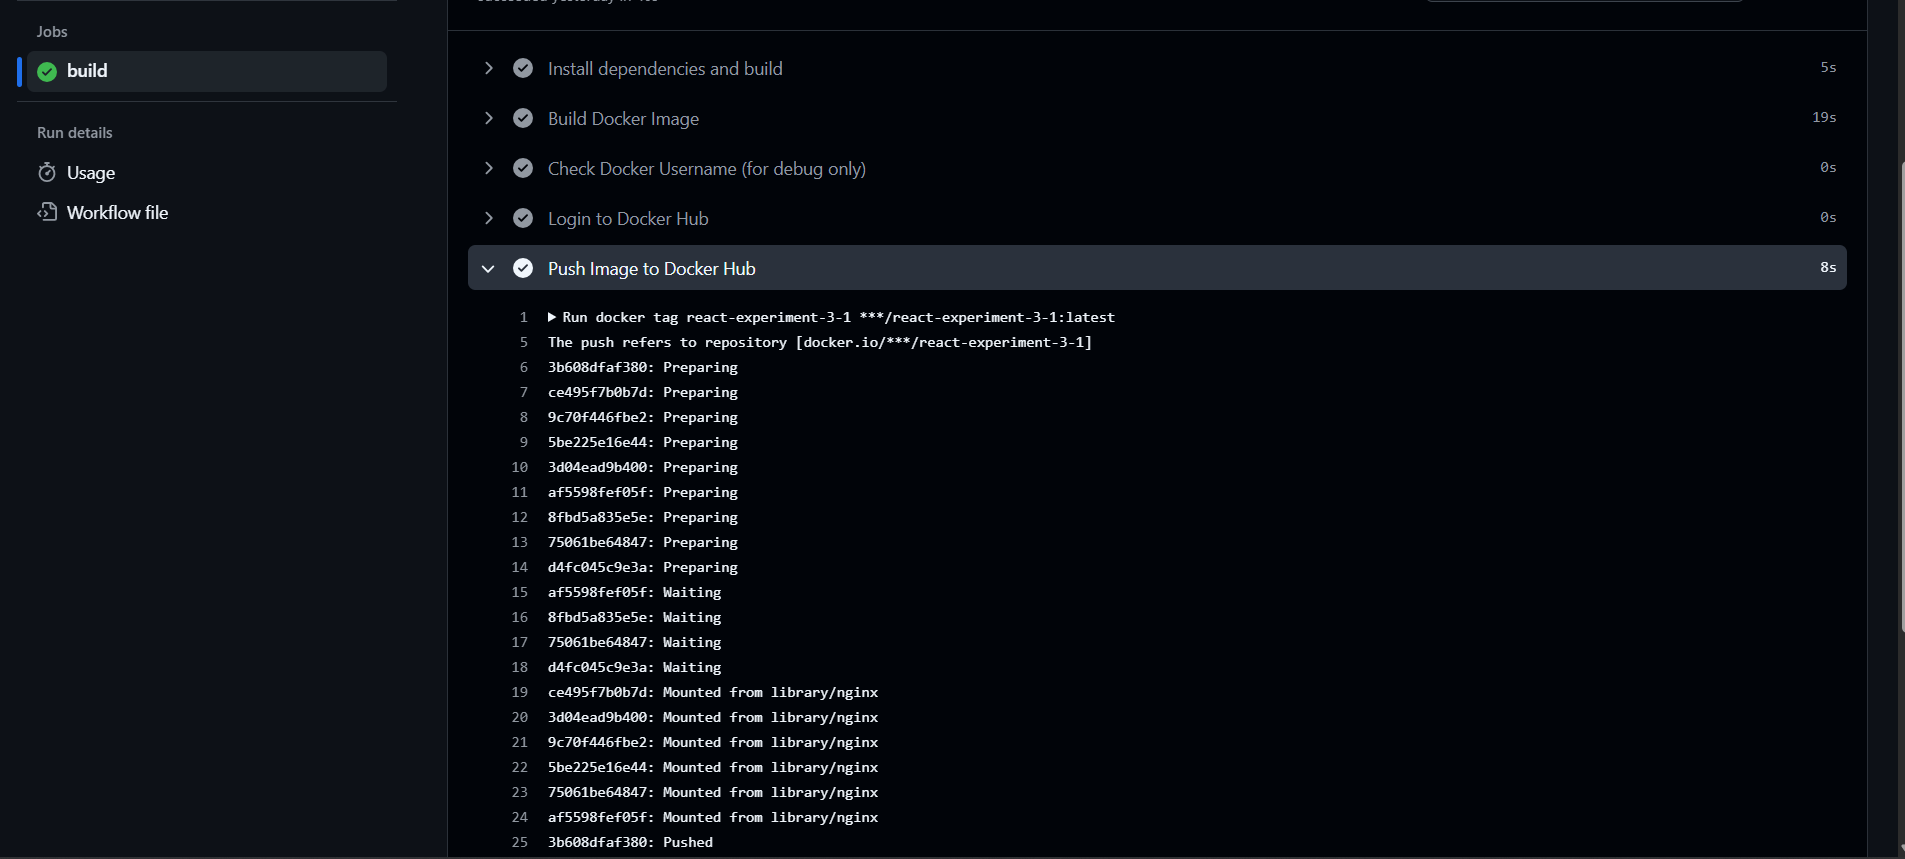 Jobs
build
Run details
Usage
Workflow file
Install dependencies and build 5s
Build Docker Image 19s
Check Docker Username (for debug only) 0s
Login to Docker Hub 0s
Push Image to Docker Hub 8s
1 Run docker tag react-experiment-3-1 ***/react-experiment-3-1:latest
5 The push refers to repository [docker.io/***/react-experiment-3-1]
6 3b608dfaf380: Preparing
7 ce495f7b0b7d: Preparing
8 9c70f446fbe2: Preparing
9 5be225e16e44: Preparing
10 3d04ead9b400: Preparing
11 af5598fef05f: Preparing
12 8fbd5a835e5e: Preparing
13 75061be64847: Preparing
14 d4fc045c9e3a: Preparing
15 af5598fef05f: Waiting
16 8fbd5a835e5e: Waiting
17 75061be64847: Waiting
18 d4fc045c9e3a: Waiting
19 ce495f7b0b7d: Mounted from library/nginx
20 3d04ead9b400: Mounted from library/nginx
21 9c70f446fbe2: Mounted from library/nginx
22 5be225e16e44: Mounted from library/nginx
23 75061be64847: Mounted from library/nginx
24 af5598fef05f: Mounted from library/nginx
25 3b608dfaf380: Pushed